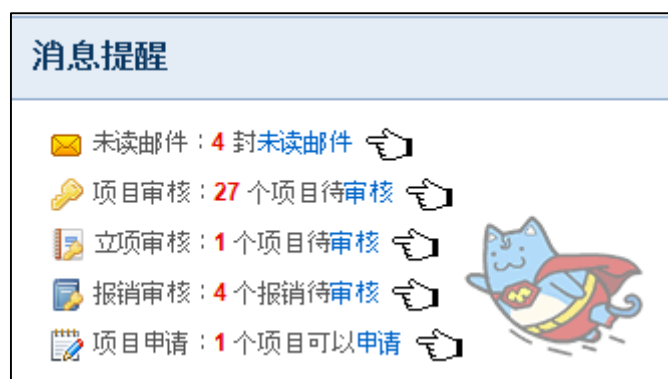 消息提醒
未读邮件：4 封未读邮件
项目审核：27 个项目待审核
立项审核：1 个项目待审核
报销审核：4 个报销待审核
项目申请：1 个项目可以申请